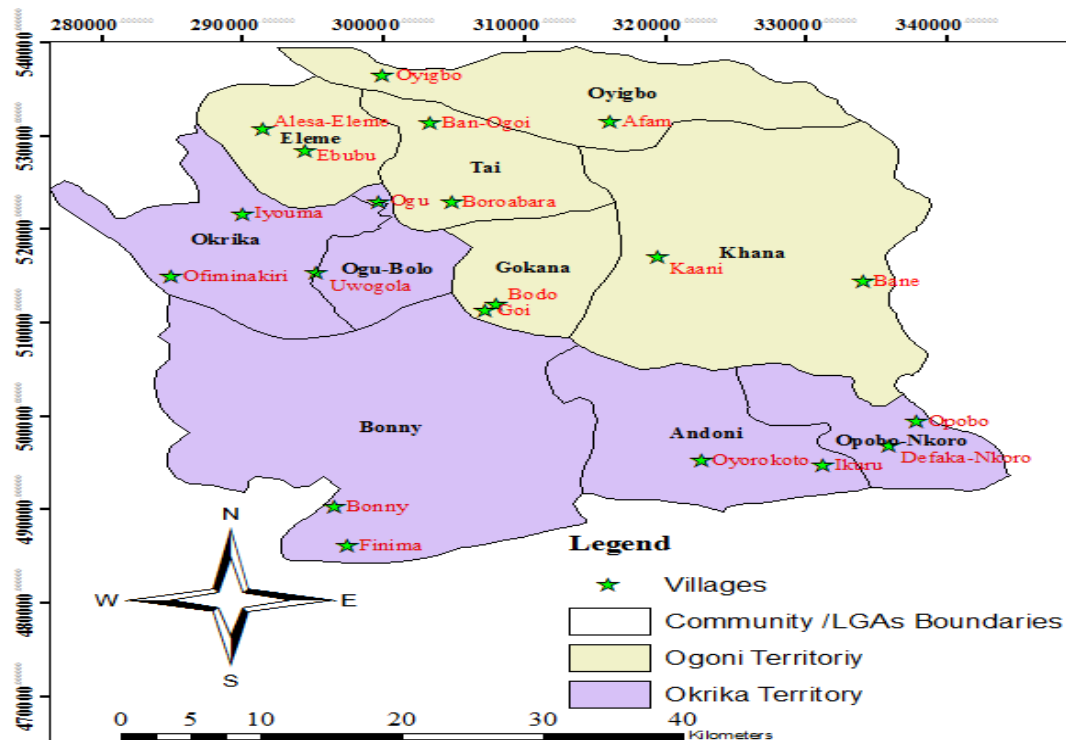 280000 290000 300000 310000 320000 330000 340000
540000
530000
520000
510000
500000
490000
480000
470000
Oyigbo
Oyigbo
Afam
Alesa-Eleme
Eleme
Ebubu
Ban-Ogoi
Tai
Boroabara
Ogu
Iyouma
Okrika
Ofiminakiri
Ogu-Bolo
Uwogola
Gokana
Bodo
Goi
Khana
Kaani
Bane
Bonny
Andoni
Opobo
Opobo-Nkoro
Defaka-Nkoro
Oyorokoto
Ikuru
Bonny
Finima
N
W E
S
Legend
Villages
Community /LGAs Boundaries
Ogoni Territoriy
Okrika Territory
0 5 10 20 30 40
Kilometers